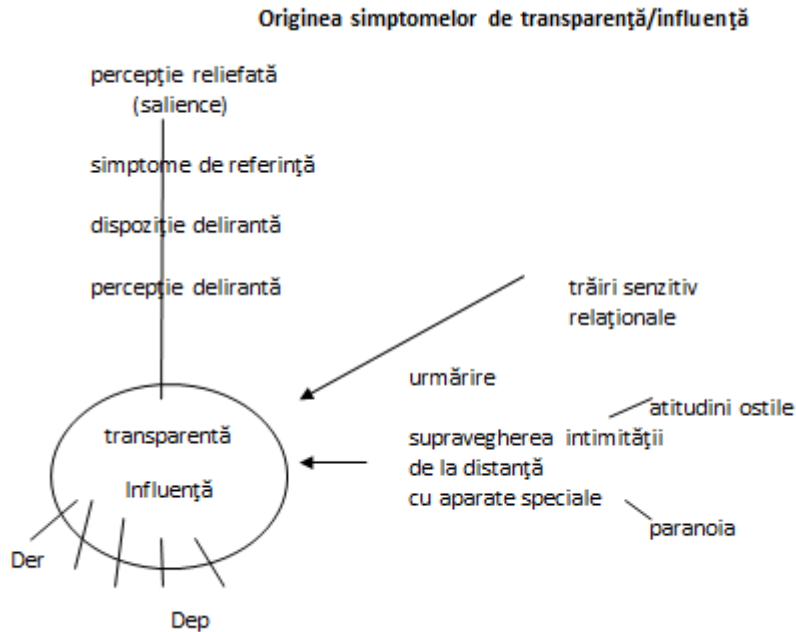 Originea simptomelor de transparenţă/influenţă
percepţie reliefată
(salience)
simptome de referinţă
dispoziţie delirantă
percepţie delirantă
trăiri senzitiv
relaţionale
urmărire
atitudini ostile
transparentă
supravegherea intimităţii
de la distanţă
Influenţă
cu aparate speciale
paranoia
Der
Dep